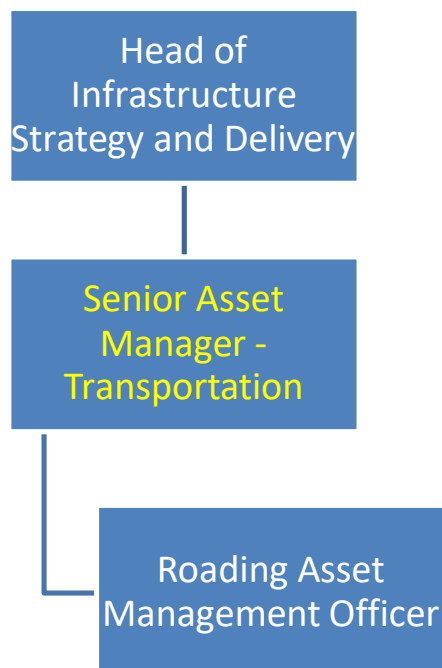 Head of
Infrastructure
Strategy and Delivery
Senior Asset
Manager -
Transportation
Roading Asset
Management Officer